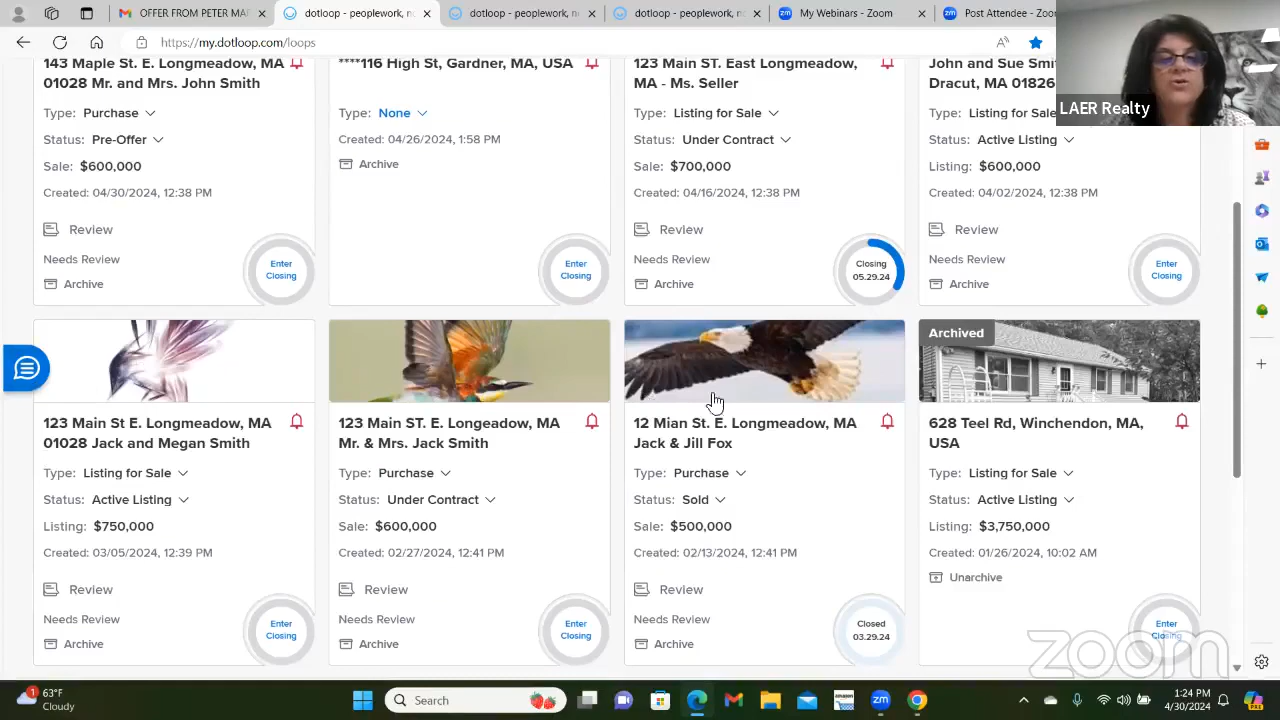 OFFER FROM PETER MAT
dotloop - peoplework, no
dotloop - peoplework, n
dotloop - peoplework, no
My Webinars - Zoom
Post Attendee - Zoo
https://my.dotloop.com/loops
LAER Realty
143 Maple St. E. Longmeadow, MA
01028 Mr. and Mrs. John Smith
Type: Purchase
Status: Pre-Offer
Sale: $600,000
Created: 04/30/2024, 12:38 PM
Review
Needs Review
Archive
Enter
Closing
****116 High St, Gardner, MA, USA
Type: None
Created: 04/26/2024, 1:58 PM
Archive
Enter
Closing
123 Main ST. East Longmeadow,
MA - Ms. Seller
Type: Listing for Sale
Status: Under Contract
Sale: $700,000
Created: 04/16/2024, 12:38 PM
Review
Needs Review
Archive
Closing
05.29.24
John and Sue Smi
Dracut, MA 01826
Type: Listing for Sale
Status: Active Listing
Listing: $600,000
Created: 04/02/2024, 12:38 PM
Review
Needs Review
Archive
Enter
Closing
123 Main St E. Longmeadow, MA
01028 Jack and Megan Smith
Type: Listing for Sale
Status: Active Listing
Listing: $750,000
Created: 03/05/2024, 12:39 PM
Review
Needs Review
Archive
Enter
Closing
123 Main ST. E. Longeadow, MA
Mr. & Mrs. Jack Smith
Type: Purchase
Status: Under Contract
Sale: $600,000
Created: 02/27/2024, 12:41 PM
Review
Needs Review
Archive
Enter
Closing
12 Mian St. E. Longmeadow, MA
Jack & Jill Fox
Type: Purchase
Status: Sold
Sale: $500,000
Created: 02/13/2024, 12:41 PM
Review
Needs Review
Archive
Closed
03.29.24
Archived
628 Teel Rd, Winchendon, MA,
USA
Type: Listing for Sale
Status: Active Listing
Listing: $3,750,000
Created: 01/26/2024, 10:02 AM
Unarchive
Enter
Closing
zoom
1
63°F
Cloudy
Search
1:24 PM
4/30/2024